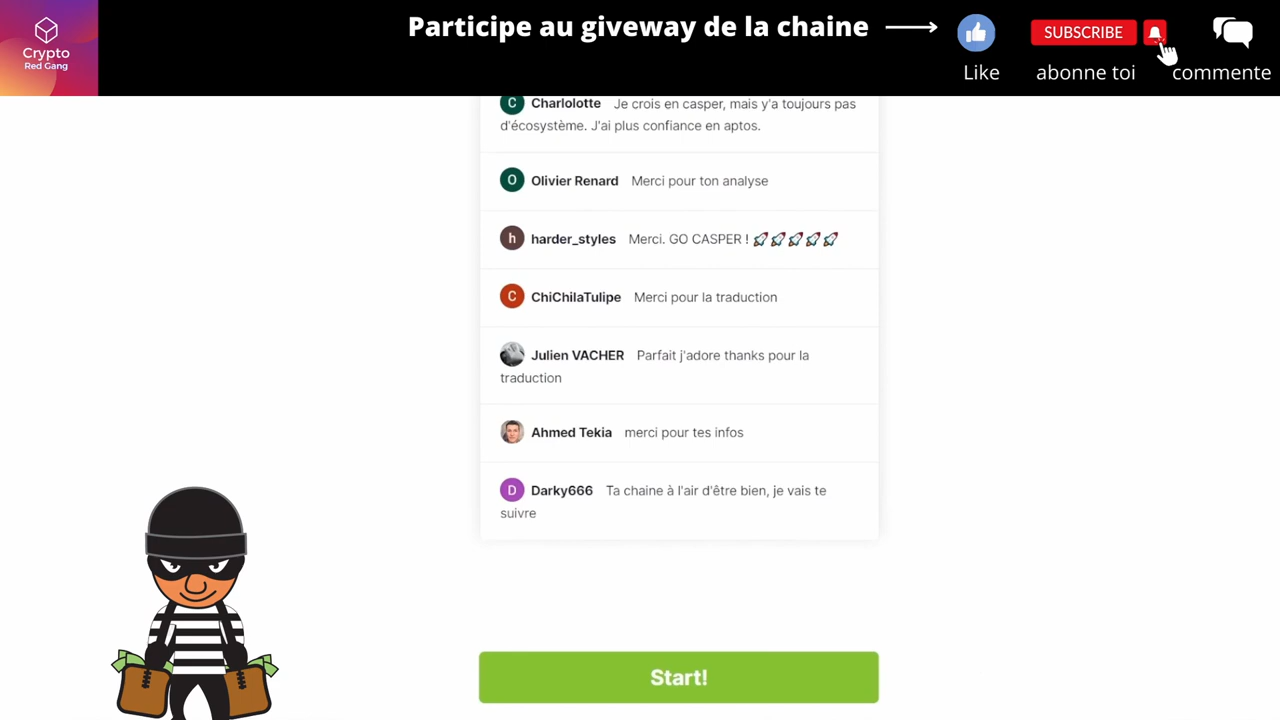 Crypto
Red Gang
Participe au giveway de la chaine
Like
SUBSCRIBE
abonne toi
commente
C Charlolotte Je crois en casper, mais y'a toujours pas
d'écosystème. J'ai plus confiance en aptos.
O Olivier Renard Merci pour ton analyse
h harder_styles Merci. GO CASPER ! 🚀🚀🚀🚀🚀
C ChiChilaTulipe Merci pour la traduction
Julien VACHER Parfait j'adore thanks pour la
traduction
Ahmed Tekia merci pour tes infos
D Darky666 Ta chaine à l'air d'être bien, je vais te
suivre
Start!